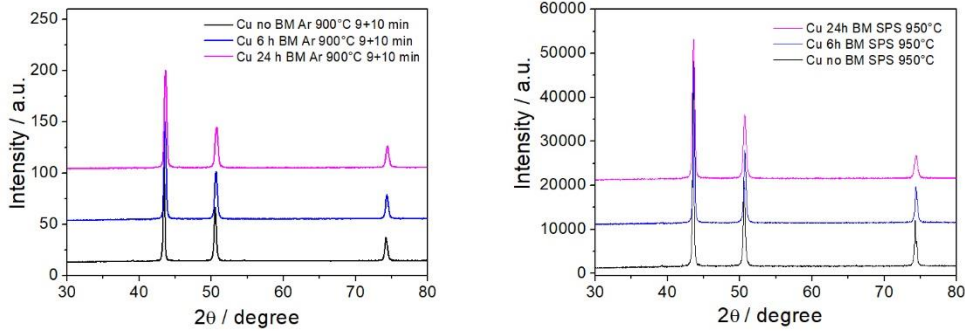 250
200
150
100
50
0
Intensity / a.u.
Cu no BM Ar 900°C 9+10 min
Cu 6 h BM Ar 900°C 9+10 min
Cu 24 h BM Ar 900°C 9+10 min
30 40 50 60 70 80
2θ / degree
60000
50000
40000
30000
20000
10000
0
Intensity / a.u.
Cu 24h BM SPS 950°C
Cu 6h BM SPS 950°C
Cu no BM SPS 950°C
30 40 50 60 70 80
2θ / degree